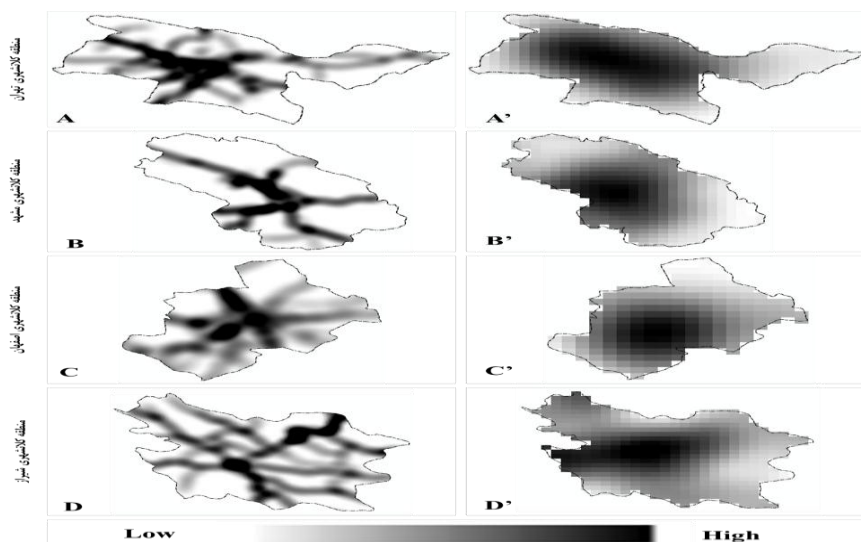 منطقه کلانشهری تهران
A
A’
منطقه کلانشهری مشهد
B
B’
منطقه کلانشهری اصفهان
C
C’
منطقه کلانشهری شیراز
D
D’
Low High